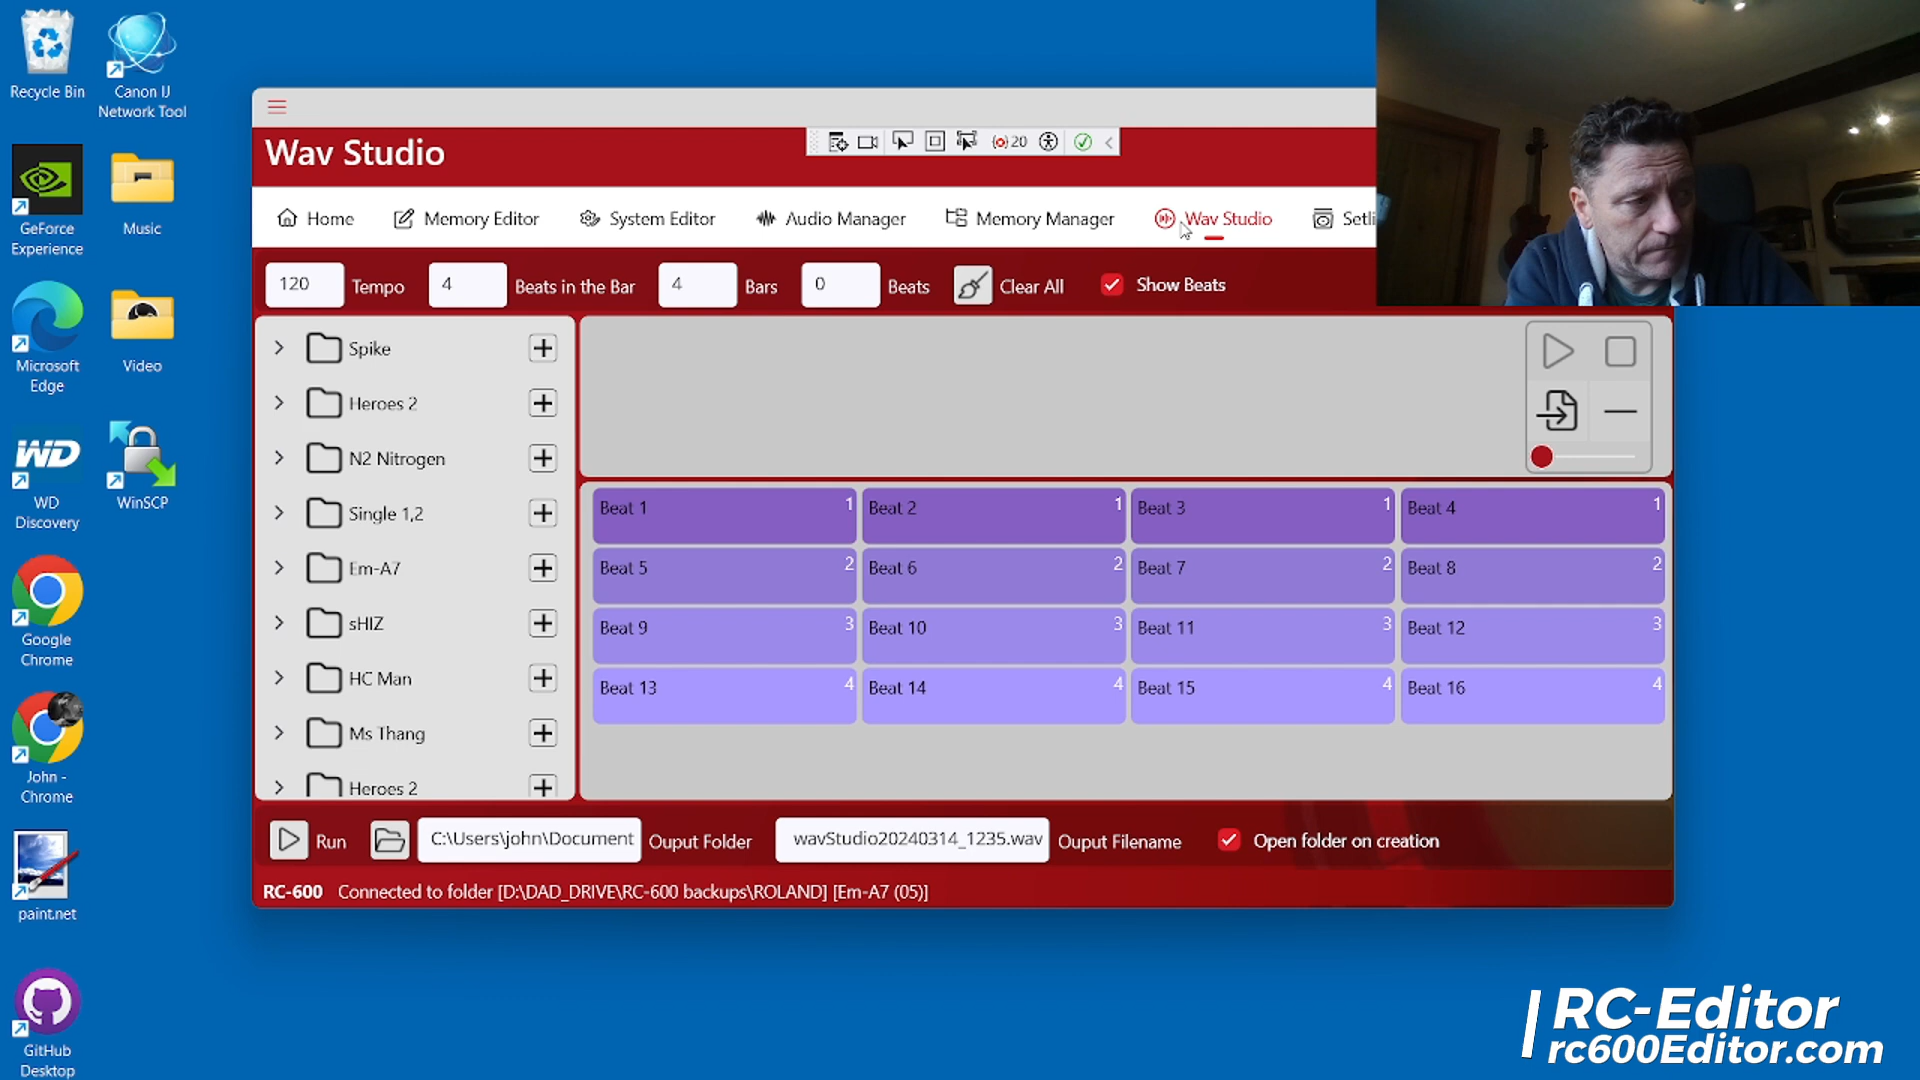 Recycle Bin
Canon IJ
Network Tool
GeForce
Experience
Music
Microsoft
Edge
Video
WD
WD
Discovery
WinSCP
Google
Chrome
John -
Chrome
paint.net
GitHub
Desktop
Wav Studio
20
Home
Memory Editor
System Editor
Audio Manager
Memory Manager
Wav Studio
Setli
120 Tempo
4 Beats in the Bar
4 Bars
0 Beats
Clear All
Show Beats
Spike
Heroes 2
N2 Nitrogen
Single 1,2
Em-A7
sHIZ
HC Man
Ms Thang
Heroes 2
Beat 1 1
Beat 2 1
Beat 3 1
Beat 4 1
Beat 5 2
Beat 6 2
Beat 7 2
Beat 8 2
Beat 9 3
Beat 10 3
Beat 11 3
Beat 12 3
Beat 13 4
Beat 14 4
Beat 15 4
Beat 16 4
Run
C:\Users\john\Document
Ouput Folder
wavStudio20240314_1235.wav
Ouput Filename
Open folder on creation
RC-600 Connected to folder [D:\DAD_DRIVE\RC-600 backups\ROLAND] [Em-A7 (05)]
RC-Editor
rc600Editor.com